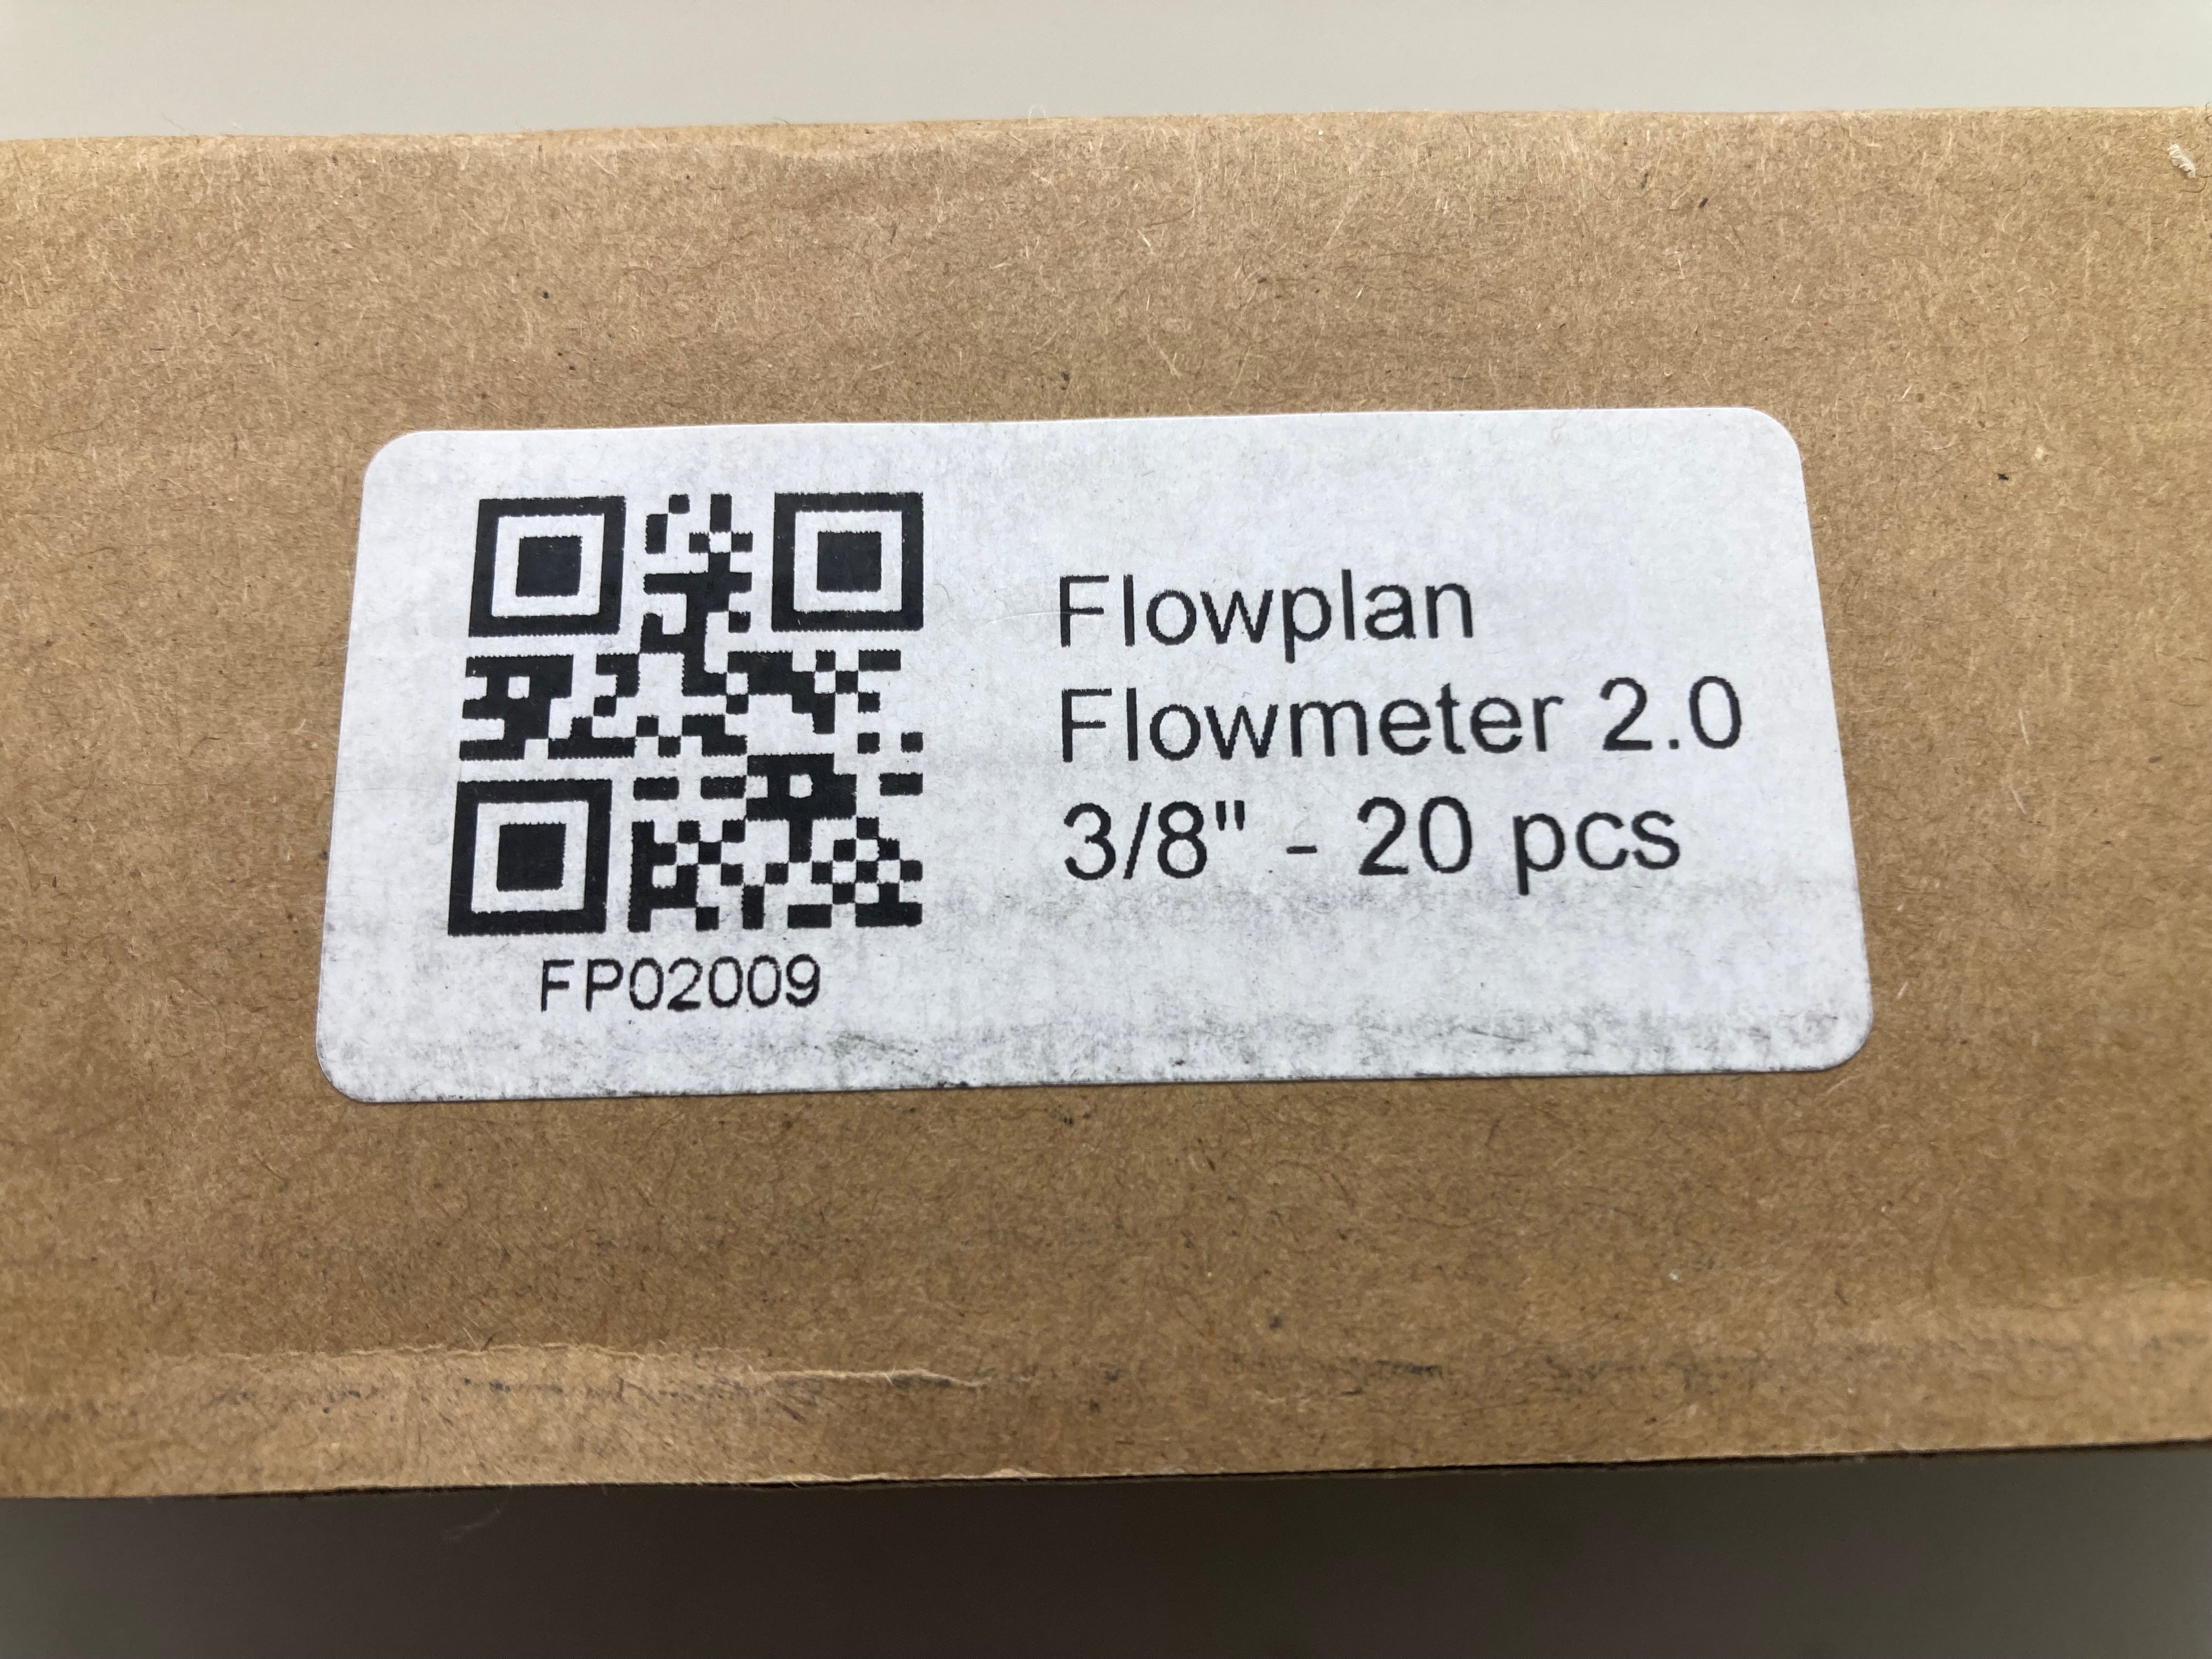 Flowplan
Flowmeter 2.0
3/8" - 20 pcs
FP02009